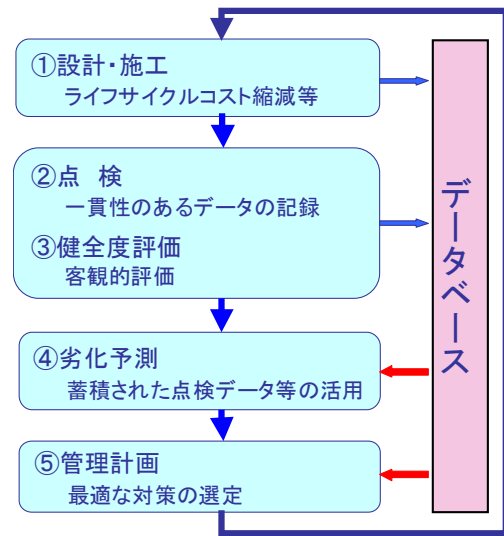 ①設計・施工
ライフサイクルコスト縮減等
②点　検
一貫性のあるデータの記録
③健全度評価
客観的評価
④劣化予測
蓄積された点検データ等の活用
⑤管理計画
最適な対策の選定
データベース